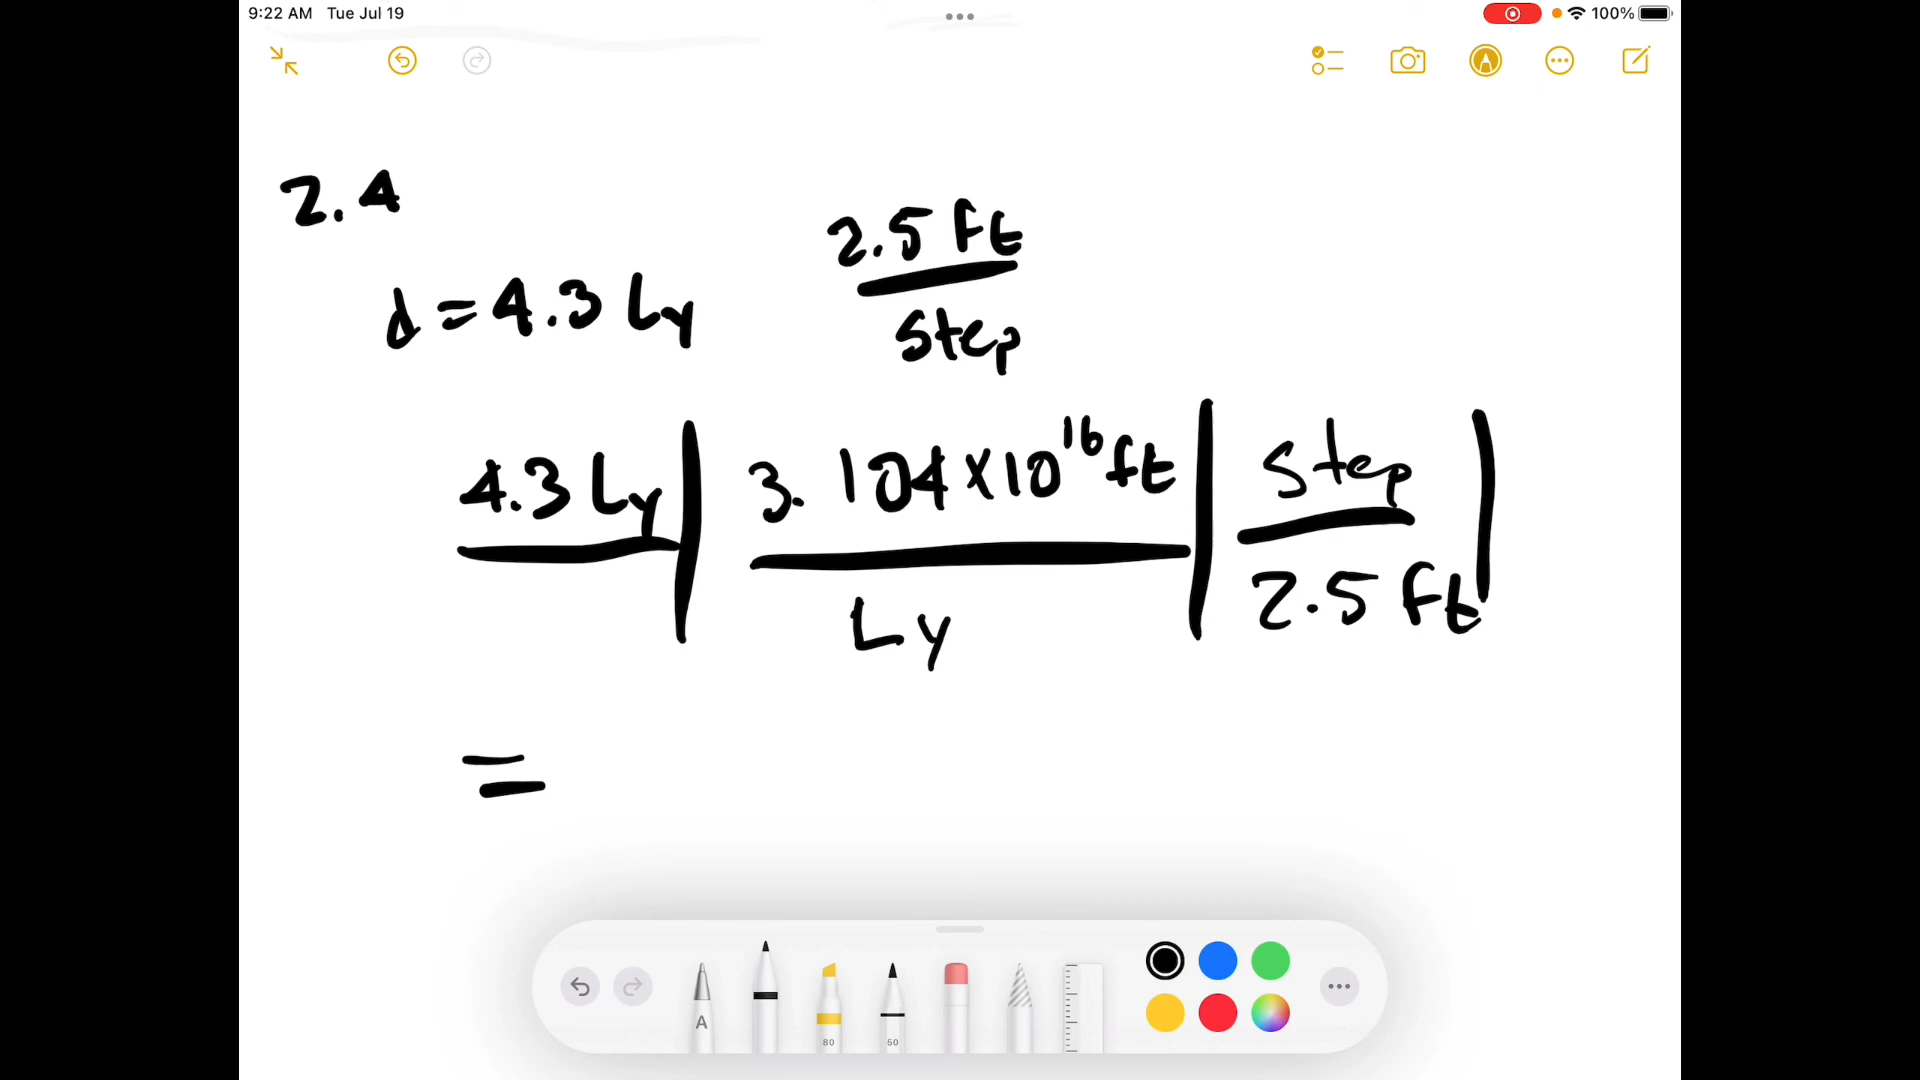 9:22 AM Tue Jul 19
100%
2.4
2.5 ft
d = 4.3 Ly
step
4.3 Ly | 3.104 x 10^16 ft | step |
Ly 2.5 ft
=
A
80
50